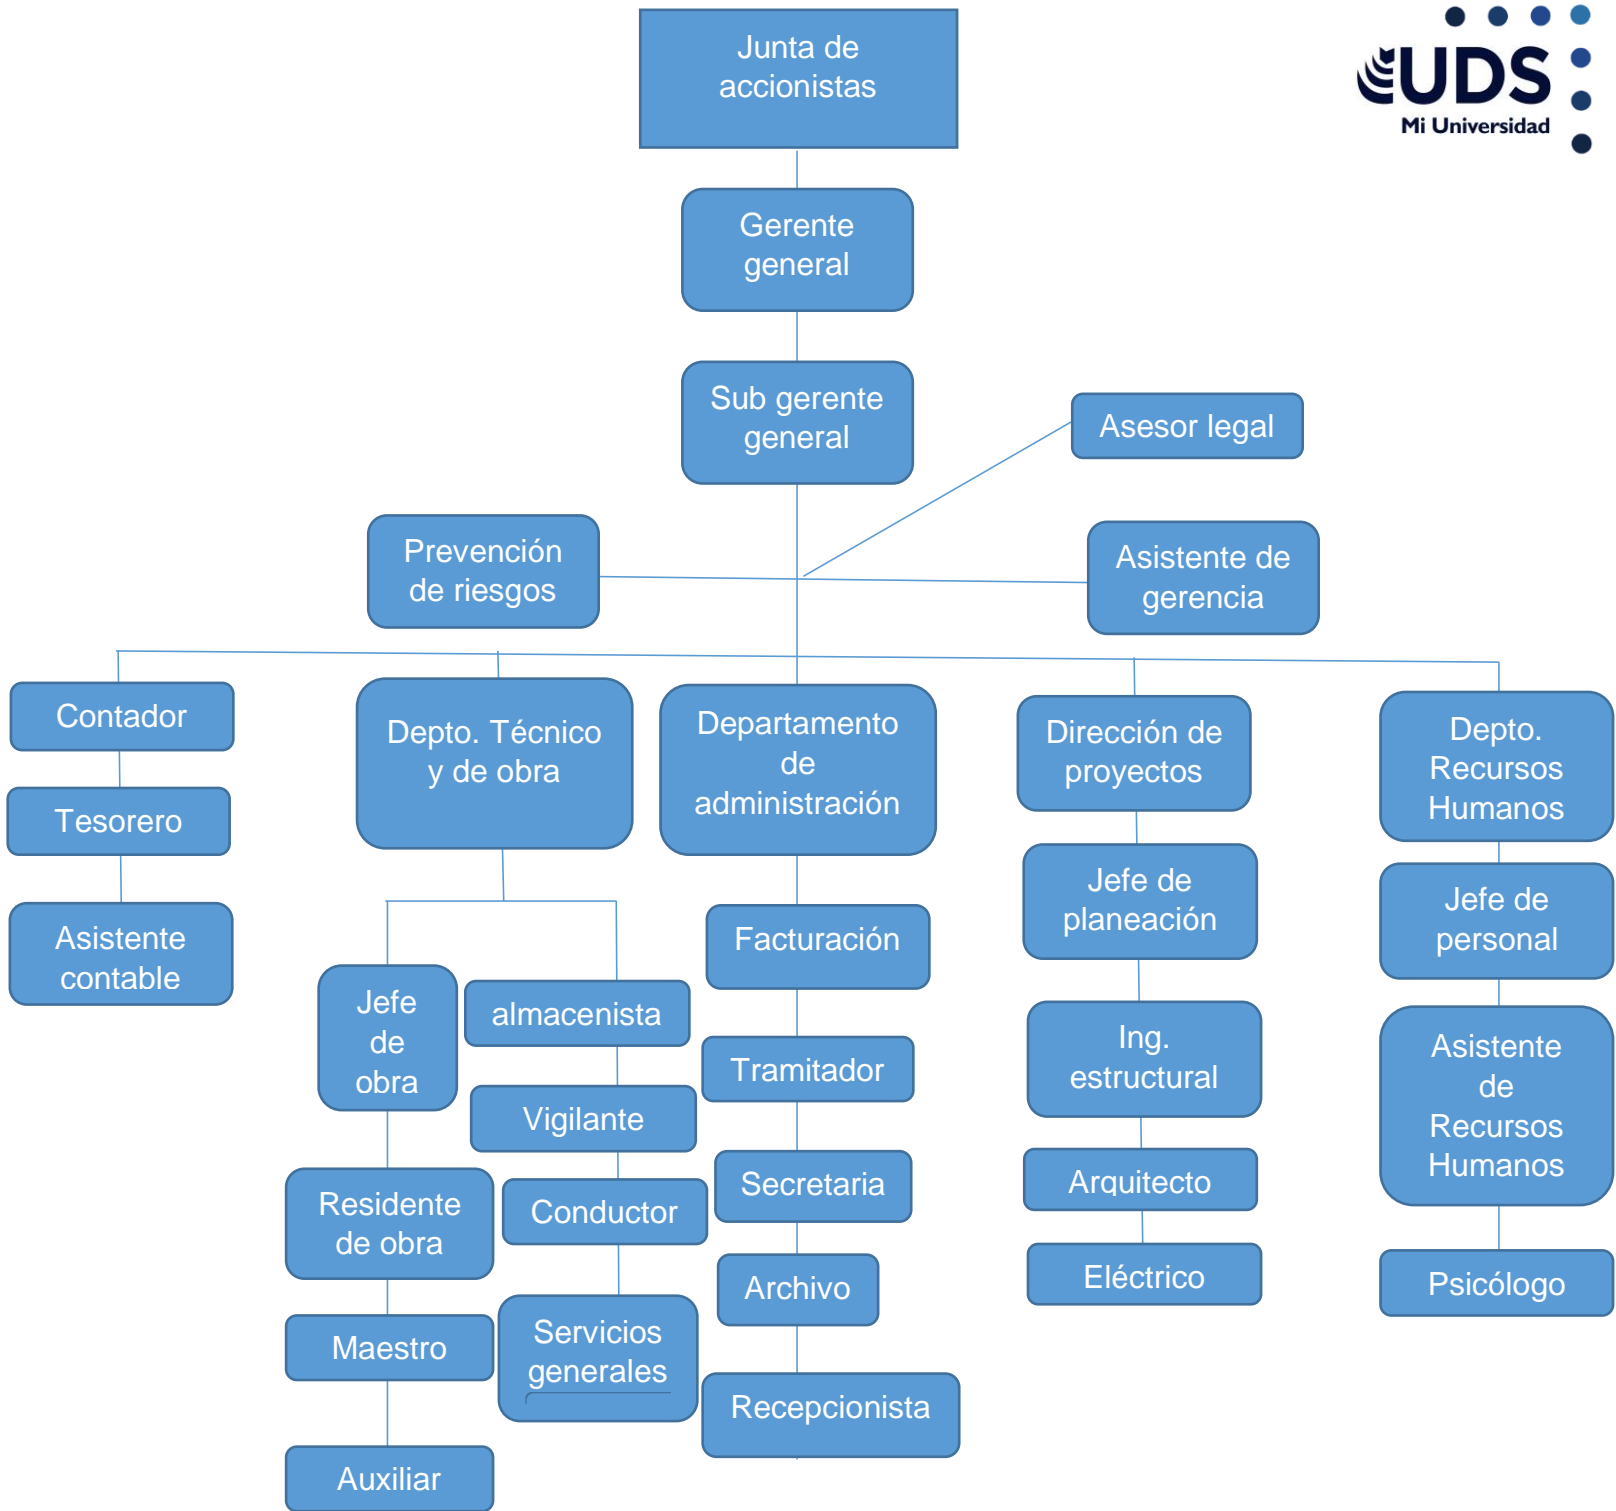 Junta de
accionistas
UDS
Mi Universidad
Gerente
general
Sub gerente
general
Asesor legal
Prevención
de riesgos
Asistente de
gerencia
Contador
Tesorero
Asistente
contable
Depto. Técnico
y de obra
Jefe
de
obra
Residente
de obra
Maestro
Auxiliar
almacenista
Vigilante
Conductor
Servicios
generales
Departamento
de
administración
Facturación
Tramitador
Secretaria
Archivo
Recepcionista
Dirección de
proyectos
Jefe de
planeación
Ing.
estructural
Arquitecto
Eléctrico
Depto.
Recursos
Humanos
Jefe de
personal
Asistente
de
Recursos
Humanos
Psicólogo